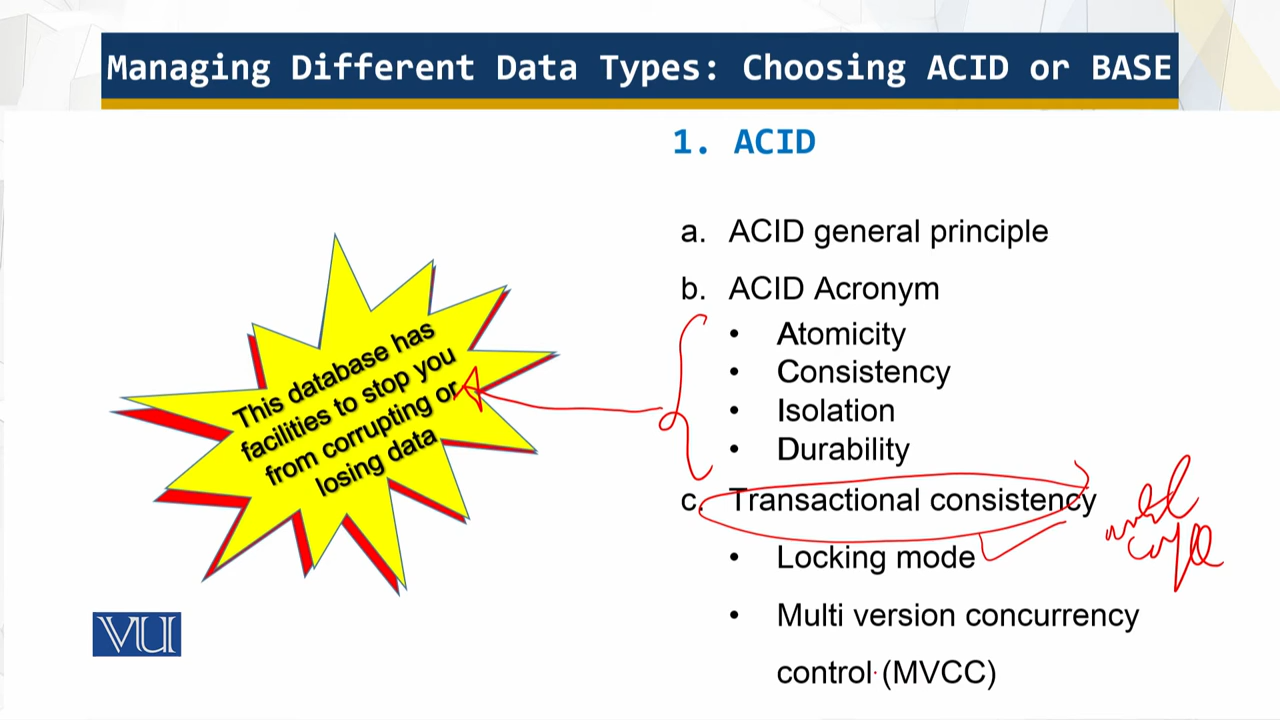 Managing Different Data Types: Choosing ACID or BASE
1. ACID
a. ACID general principle
b. ACID Acronym
• Atomicity
• Consistency
• Isolation
• Durability
c. Transactional consistency
• Locking mode
• Multi version concurrency
control (MVCC)
This database has
facilities to stop you
from corrupting or
losing data
VU